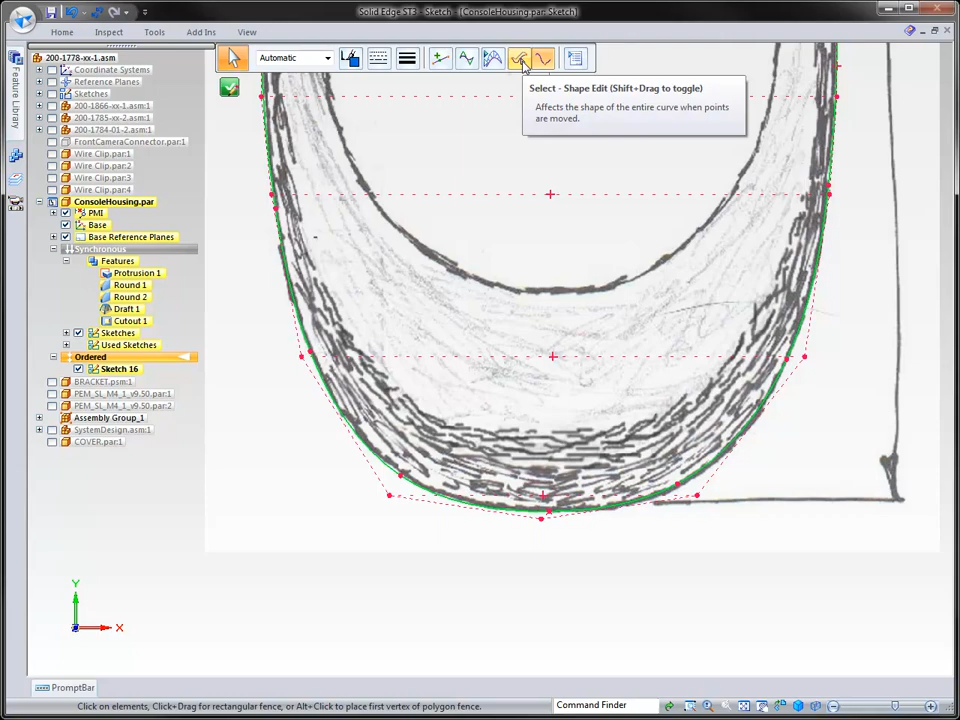 Solid Edge ST3 - Sketch - [ConsoleHousing.par:Sketch]
Home
Inspect
Tools
Add Ins
View
Automatic
Select - Shape Edit (Shift+Drag to toggle)
Affects the shape of the entire curve when points
are moved.
Feature Library
200-1778-xx-1.asm
Coordinate Systems
Reference Planes
Sketches
200-1866-xx-1.asm:1
200-1785-xx-2.asm:1
200-1784-01-2.asm:1
FrontCameraConnector.par:1
Wire Clip.par:1
Wire Clip.par:2
Wire Clip.par:3
Wire Clip.par:4
ConsoleHousing.par
PMI
Base
Base Reference Planes
Synchronous
Features
Protrusion 1
Round 1
Round 2
Draft 1
Cutout 1
Sketches
Used Sketches
Ordered
Sketch 16
BRACKET.psm:1
PEM_SL_M4_1_v9.50.par:1
PEM_SL_M4_1_v9.50.par:2
Assembly Group_1
SystemDesign.asm:1
COVER.par:1
Y
X
PromptBar
Click on elements, Click+Drag for rectangular fence, or Alt+Click to place first vertex of polygon fence.
Command Finder